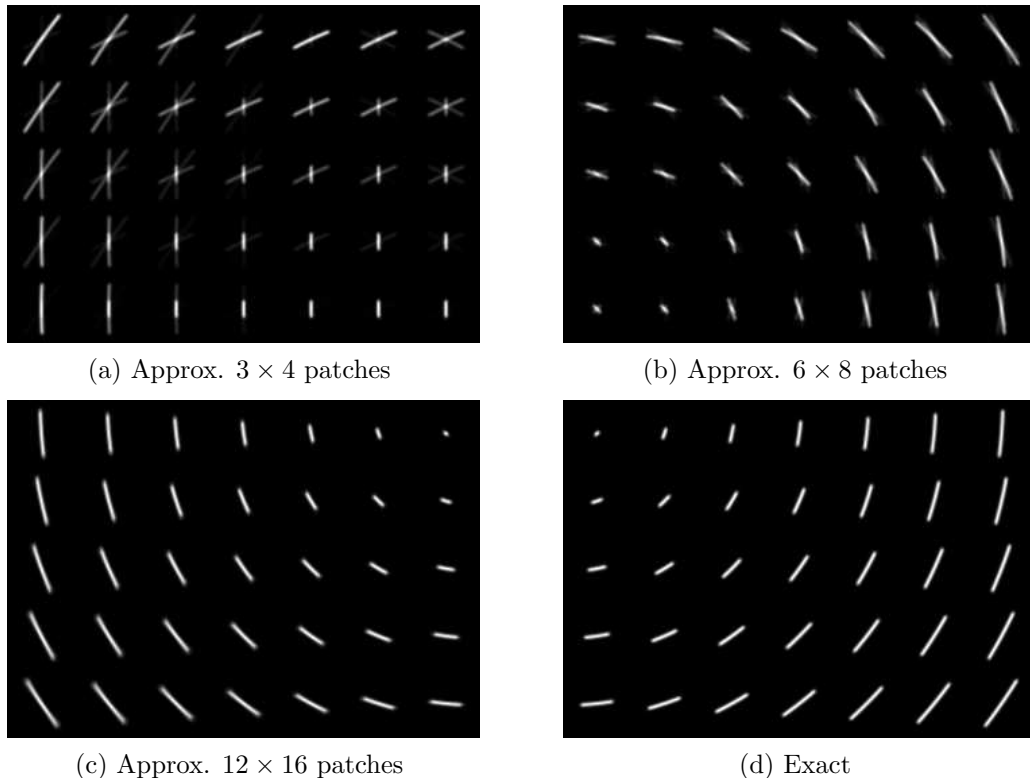 (a) Approx. 3 × 4 patches
(b) Approx. 6 × 8 patches
(c) Approx. 12 × 16 patches
(d) Exact